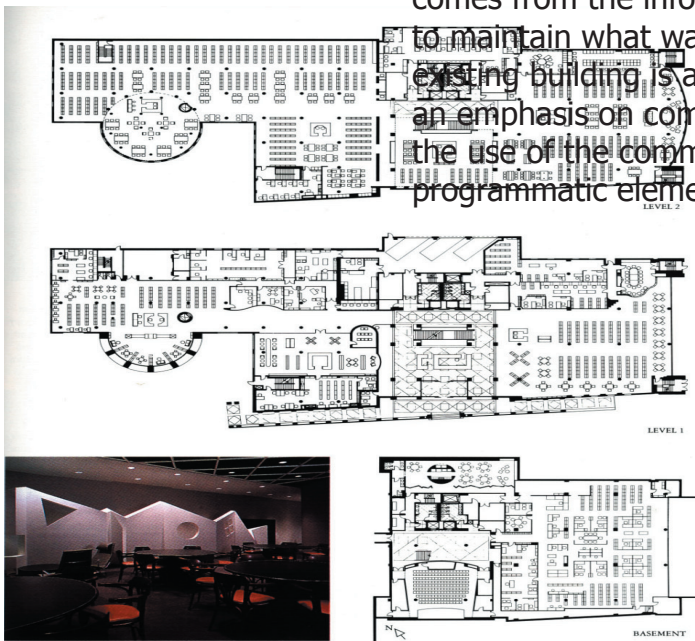 comes from the info
to maintain what wa
existing building is a
an emphasis on com
the use of the comm
programmatic eleme
LEVEL 2
LEVEL 1
BASEMENT
N